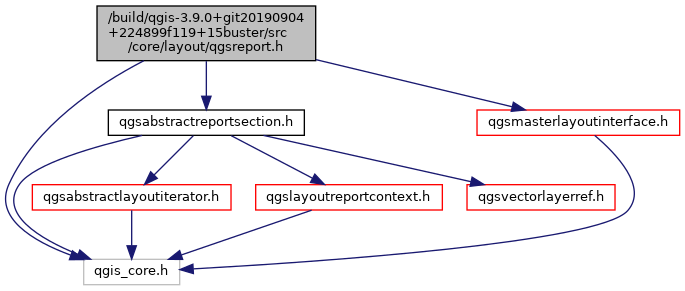 /build/qgis-3.9.0+git20190904
+224899f119+15buster/src
/core/layout/qgsreport.h
qgsabstractreportsection.h
qgsmasterlayoutinterface.h
qgsabstractlayoutiterator.h
qgslayoutreportcontext.h
qgsvectorlayerref.h
qgis_core.h